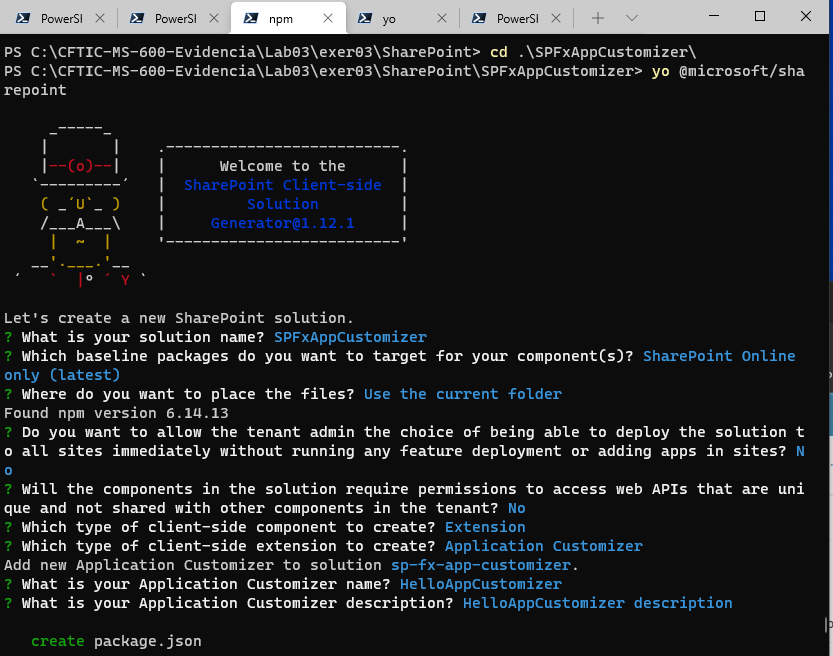 PowerSl PowerSl npm yo PowerSl
PS C:\CFTIC-MS-600-Evidencia\Lab03\exer03\SharePoint> cd .\SPFxAppCustomizer\
PS C:\CFTIC-MS-600-Evidencia\Lab03\exer03\SharePoint\SPFxAppCustomizer> yo @microsoft/sha
repoint
Welcome to the
SharePoint Client-side
Solution
Generator@1.12.1
Let's create a new SharePoint solution.
? What is your solution name? SPFxAppCustomizer
? Which baseline packages do you want to target for your component(s)? SharePoint Online
only (latest)
? Where do you want to place the files? Use the current folder
Found npm version 6.14.13
? Do you want to allow the tenant admin the choice of being able to deploy the solution t
o all sites immediately without running any feature deployment or adding apps in sites? N
o
? Will the components in the solution require permissions to access web APIs that are uni
que and not shared with other components in the tenant? No
? Which type of client-side component to create? Extension
? Which type of client-side extension to create? Application Customizer
Add new Application Customizer to solution sp-fx-app-customizer.
? What is your Application Customizer name? HelloAppCustomizer
? What is your Application Customizer description? HelloAppCustomizer description
create package.json